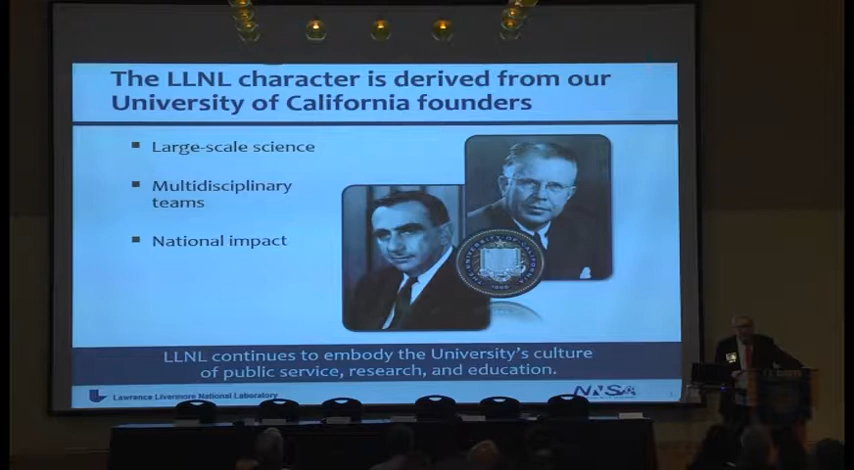 The LLNL character is derived from our
University of California founders
Large-scale science
Multidisciplinary
teams
National impact
LLNL continues to embody the University's culture
of public service, research, and education.
Lawrence Livermore National Laboratory
NNSA